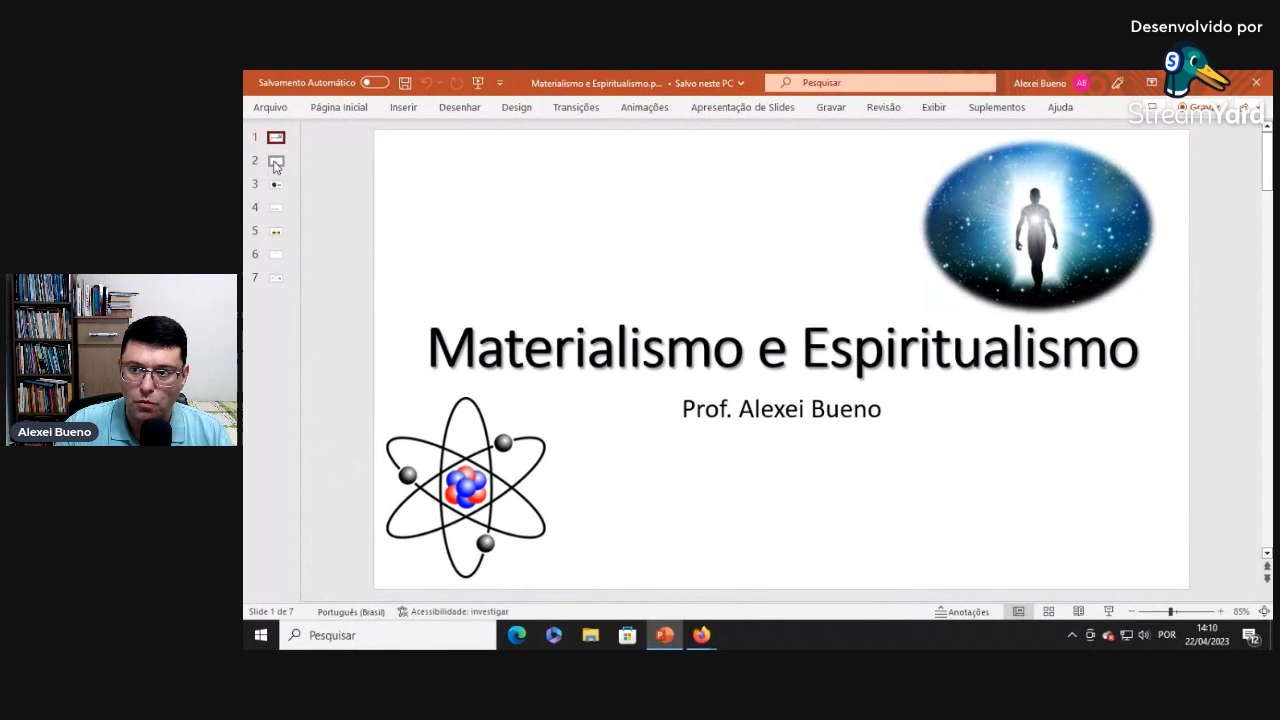 Desenvolvido por
S
StreamYard
Salvamento Automático
Materialismo e Espiritualismo.p... • Salvo neste PC
Pesquisar
Alexei Bueno
AB
Arquivo
Página Inicial
Inserir
Desenhar
Design
Transições
Animações
Apresentação de Slides
Gravar
Revisão
Exibir
Suplementos
Ajuda
1
2
3
4
5
6
7
Materialismo e Espiritualismo
Prof. Alexei Bueno
Alexei Bueno
Slide 1 de 7
Português (Brasil)
Acessibilidade: investigar
Anotações
85%
Pesquisar
POR
14:10
22/04/2023
12